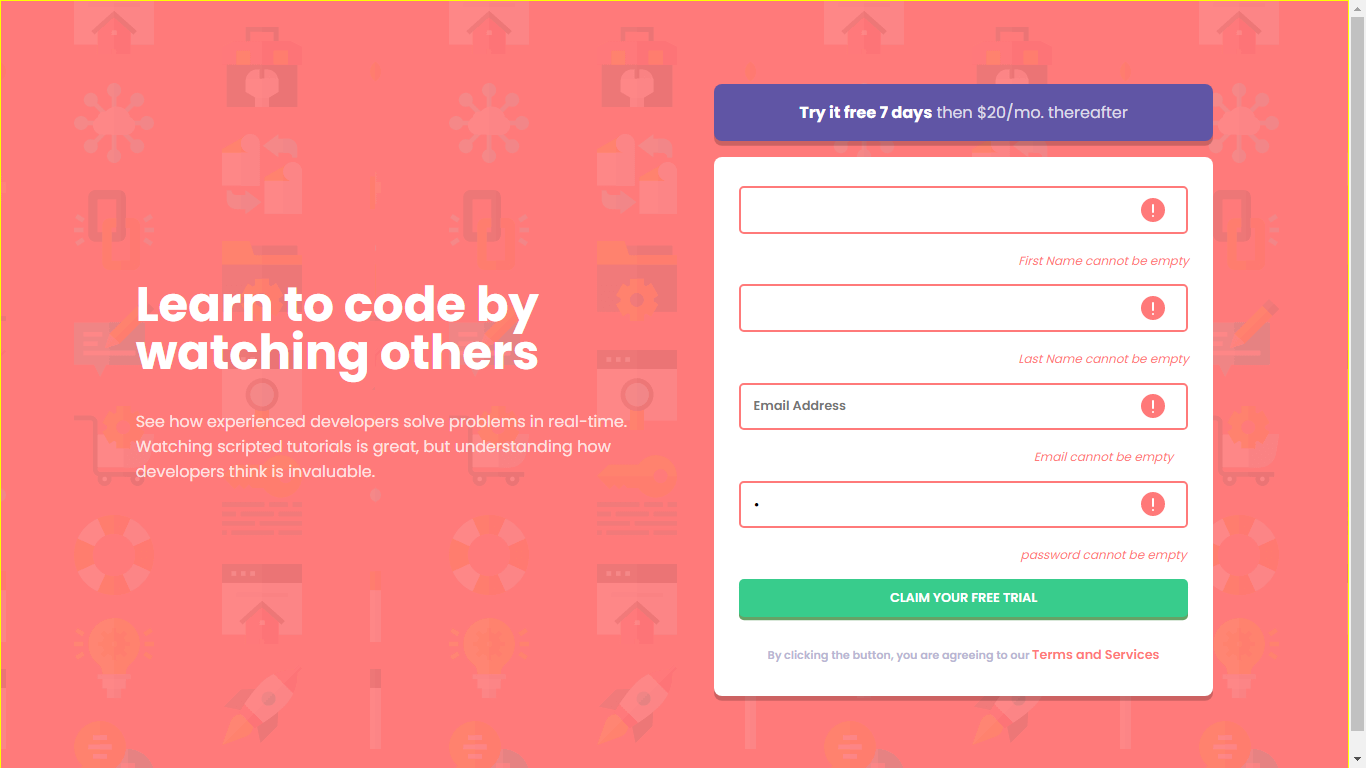 Try it free 7 days then $20/mo. thereafter
First Name cannot be empty
Last Name cannot be empty
Email Address
Email cannot be empty
password cannot be empty
CLAIM YOUR FREE TRIAL
By clicking the button, you are agreeing to our Terms and Services
Learn to code by
watching others
See how experienced developers solve problems in real-time.
Watching scripted tutorials is great, but understanding how
developers think is invaluable.